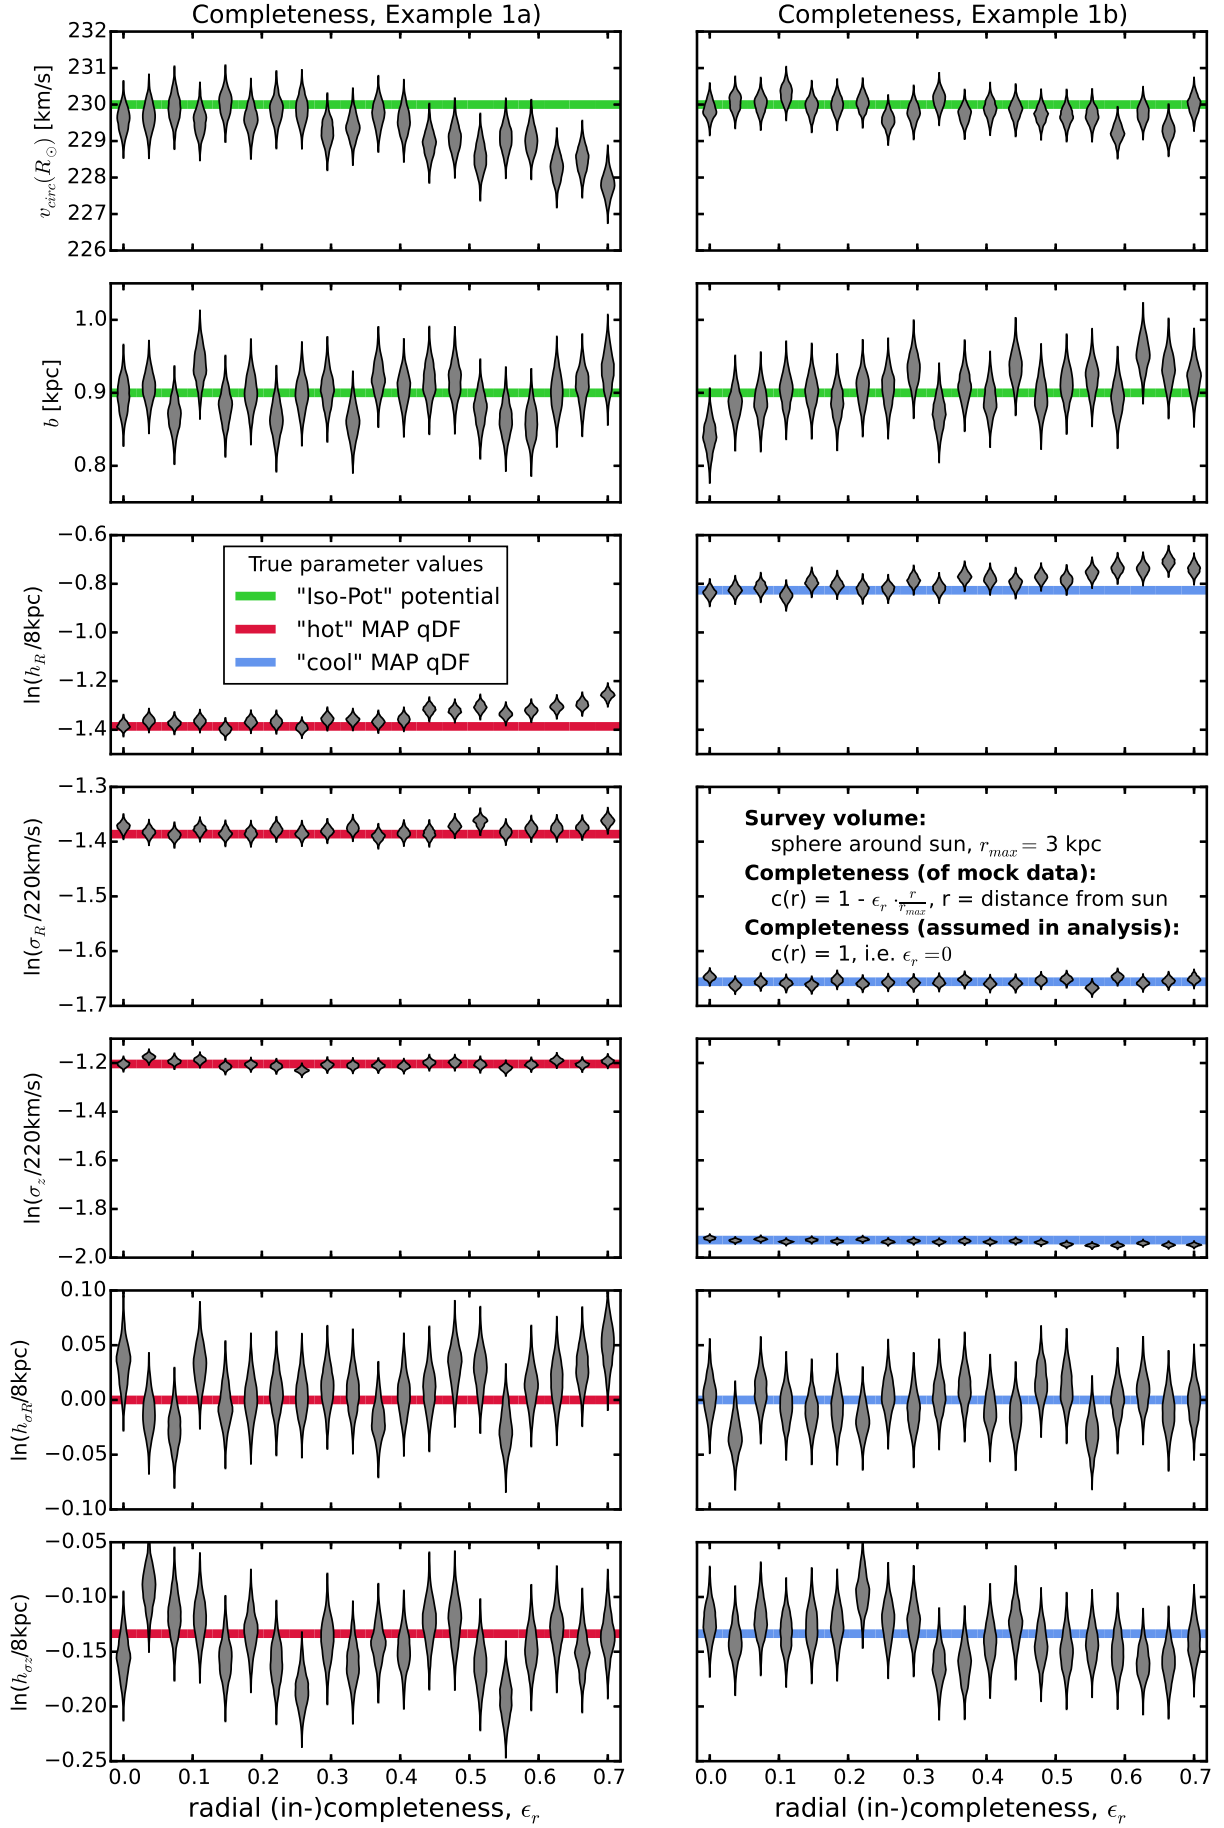 Completeness, Example 1a)
Completeness, Example 1b)
232
231
230
229
228
227
226
v_circ(R_⊙) [km/s]
1.0
0.9
0.8
b [kpc]
−0.6
−0.8
−1.0
−1.2
−1.4
ln(h_R/8kpc)
True parameter values
"Iso-Pot" potential
"hot" MAP qDF
"cool" MAP qDF
−1.3
−1.4
−1.5
−1.6
−1.7
ln(σ_R/220km/s)
Survey volume:
sphere around sun, r_max = 3 kpc
Completeness (of mock data):
c(r) = 1 - ϵ_r · r/r_max, r = distance from sun
Completeness (assumed in analysis):
c(r) = 1, i.e. ϵ_r = 0
−1.2
−1.4
−1.6
−1.8
−2.0
ln(σ_z/220km/s)
0.10
0.05
0.00
−0.05
−0.10
ln(h_σR/8kpc)
−0.05
−0.10
−0.15
−0.20
−0.25
ln(h_σz/8kpc)
0.0 0.1 0.2 0.3 0.4 0.5 0.6 0.7
radial (in-)completeness, ϵ_r
0.0 0.1 0.2 0.3 0.4 0.5 0.6 0.7
radial (in-)completeness, ϵ_r